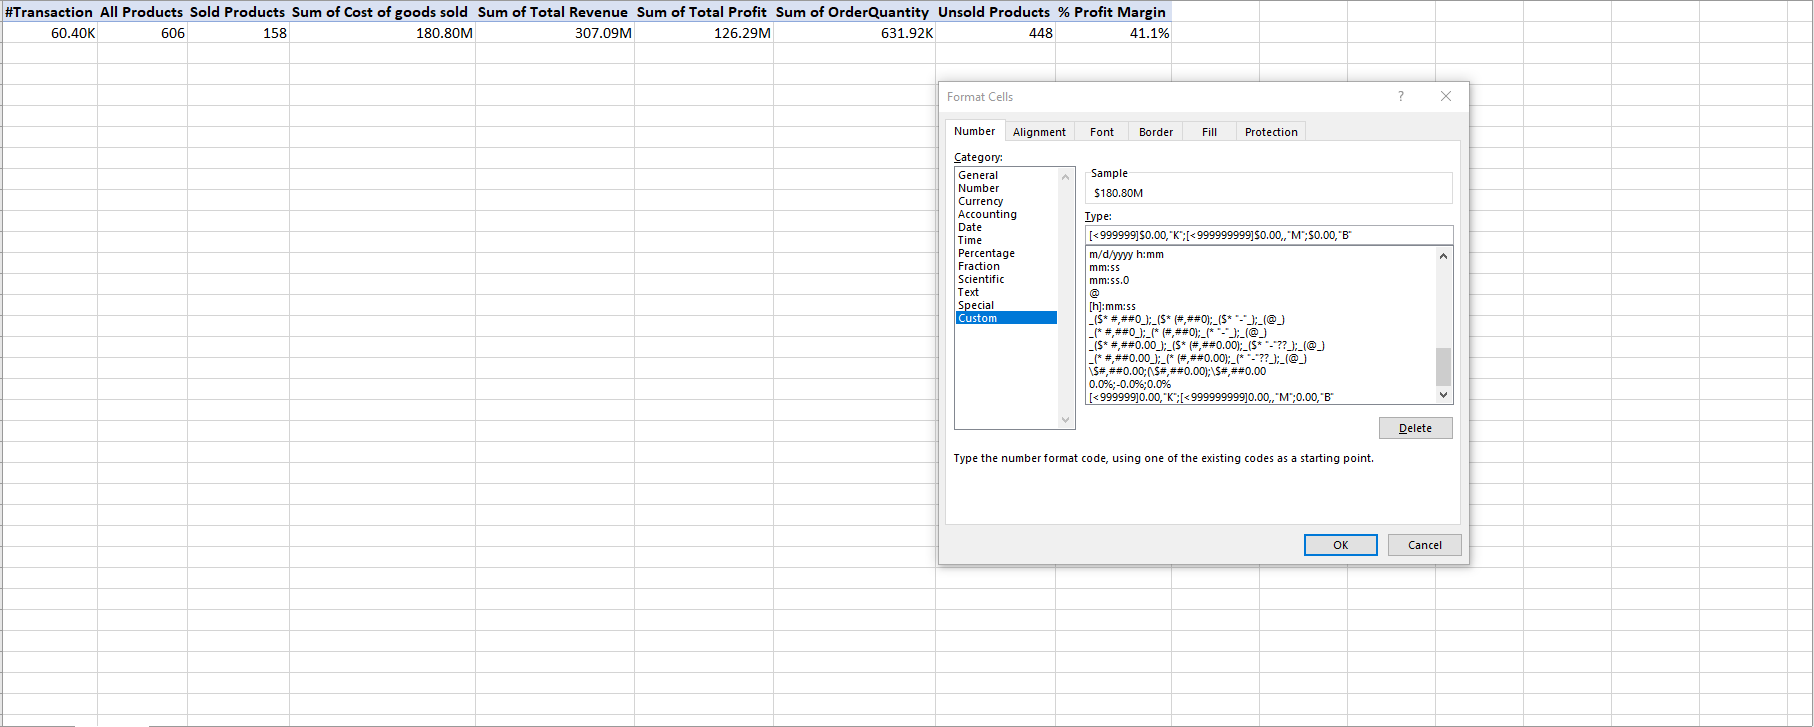 #Transaction All Products Sold Products Sum of Cost of goods sold Sum of Total Revenue Sum of Total Profit Sum of OrderQuantity Unsold Products % Profit Margin
60.40K 606 158 180.80M 307.09M 126.29M 631.92K 448 41.1%
Format Cells ?
Number Alignment Font Border Fill Protection
Category:
General
Number
Currency
Accounting
Date
Time
Percentage
Fraction
Scientific
Text
Special
Custom
Sample
$180.80M
Type:
[<999999]$0.00,"K";[<999999999]$0.00,,"M";$0.00,"B"
m/d/yyyy h:mm
mm:ss
mm:ss.0
@
[h]:mm:ss
_($* #,##0_);_($* (#,##0);_($* "-"_);_(@_)
_(* #,##0_);_(* (#,##0);_(* "-"_);_(@_)
_($* #,##0.00_);_($* (#,##0.00);_($* "-"??_);_(@_)
_(* #,##0.00_);_(* (#,##0.00);_(* "-"??_);_(@_)
\$#,##0.00;(\$#,##0.00);\$#,##0.00
0.0%;-0.0%;0.0%
[<999999]0.00,"K";[<999999999]0.00,,"M";0.00,"B"
Delete
Type the number format code, using one of the existing codes as a starting point.
OK Cancel